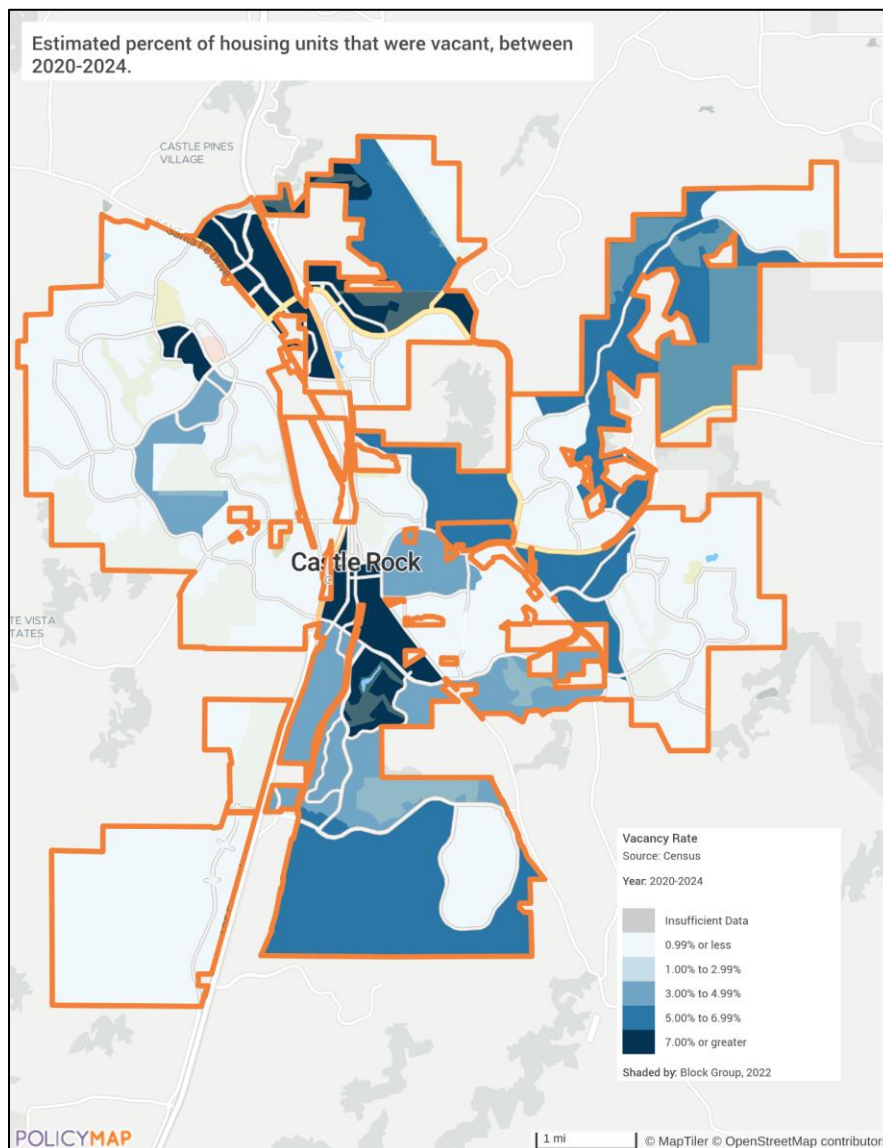 Estimated percent of housing units that were vacant, between
2020-2024.
CASTLE PINES
VILLAGE
Santa Fe Drive
Castle Rock
TE VISTA
TATES
Vacancy Rate
Source: Census
Year: 2020-2024
Insufficient Data
0.99% or less
1.00% to 2.99%
3.00% to 4.99%
5.00% to 6.99%
7.00% or greater
Shaded by: Block Group, 2022
POLICYMAP
1 mi
© MapTiler © OpenStreetMap contributor